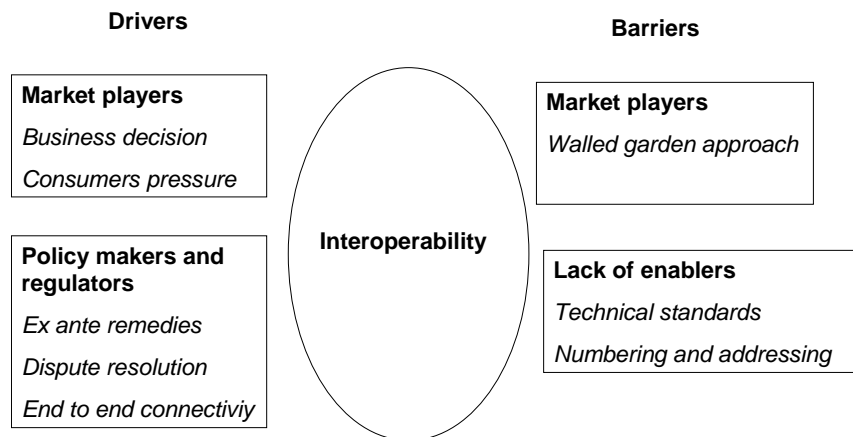 Drivers
Market players
Business decision
Consumers pressure
Policy makers and
regulators
Ex ante remedies
Dispute resolution
End to end connectiviy
Interoperability
Barriers
Market players
Walled garden approach
Lack of enablers
Technical standards
Numbering and addressing